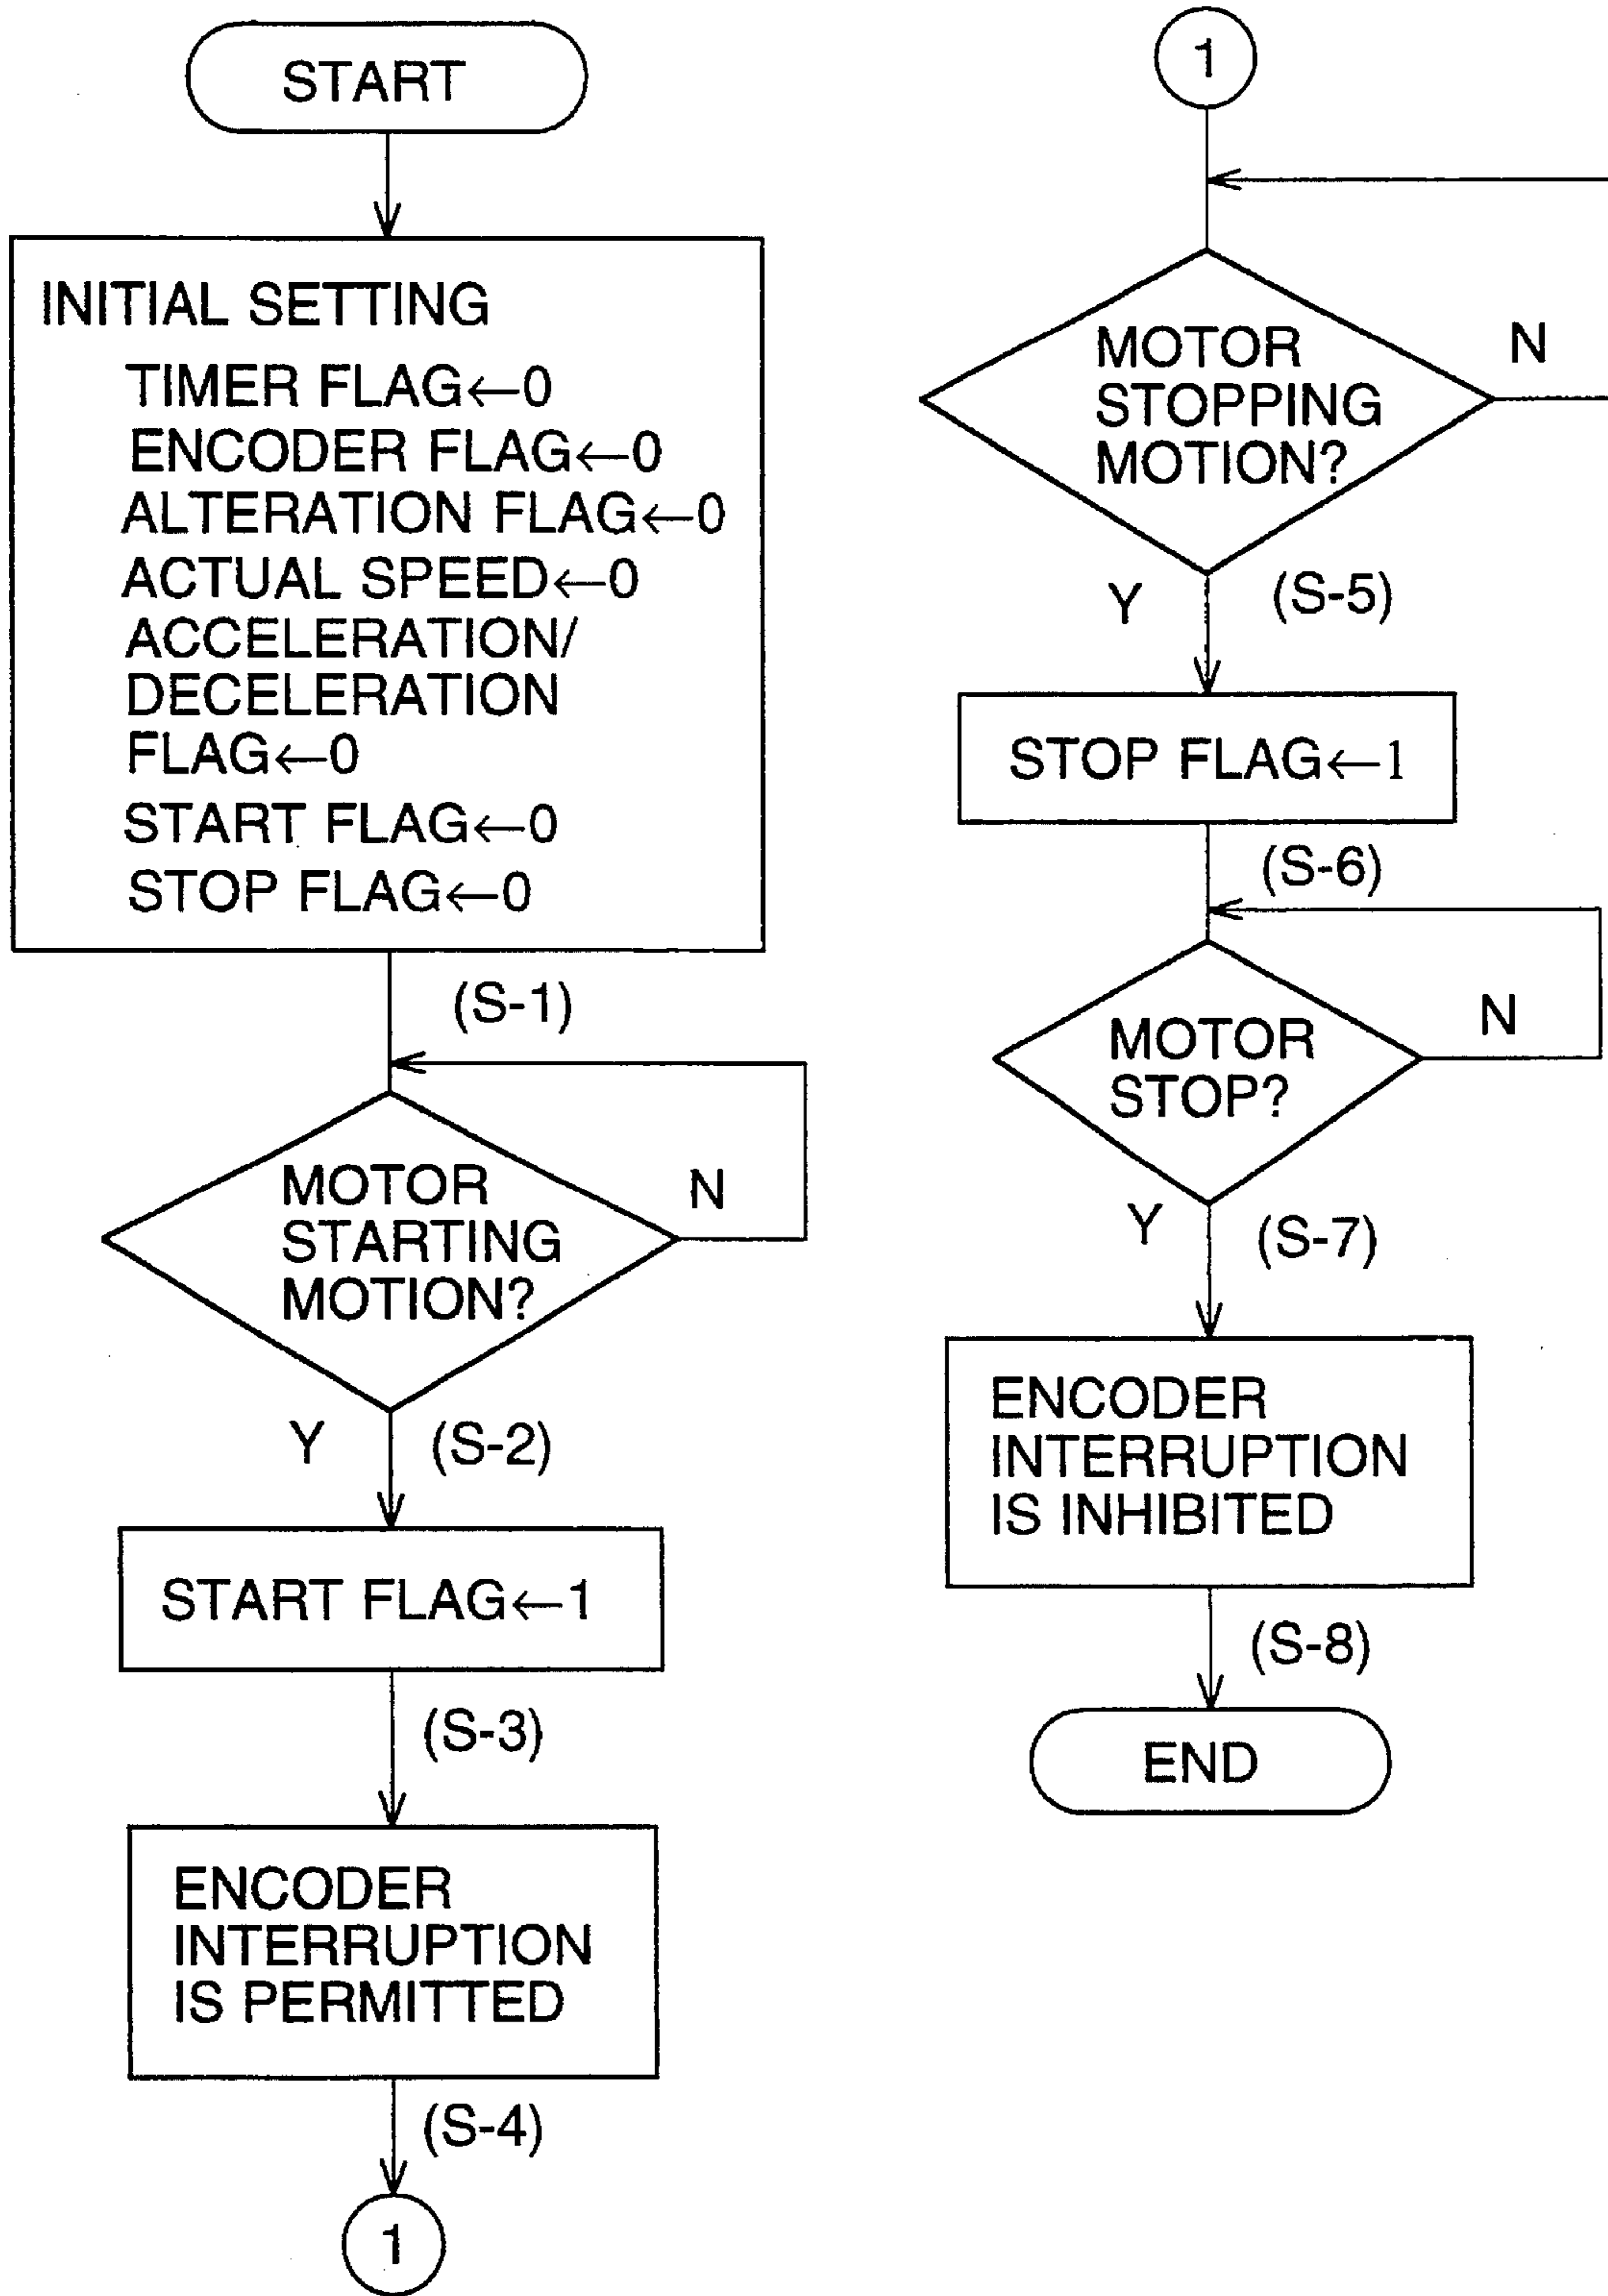 START
INITIAL SETTING
TIMER FLAG←0
ENCODER FLAG←0
ALTERATION FLAG←0
ACTUAL SPEED←0
ACCELERATION/
DECELERATION
FLAG←0
START FLAG←0
STOP FLAG←0
(S-1)
MOTOR
STARTING
MOTION?
N
Y
(S-2)
START FLAG←1
(S-3)
ENCODER
INTERRUPTION
IS PERMITTED
(S-4)
1
1
MOTOR
STOPPING
MOTION?
N
Y
(S-5)
STOP FLAG←1
(S-6)
MOTOR
STOP?
N
Y
(S-7)
ENCODER
INTERRUPTION
IS INHIBITED
(S-8)
END